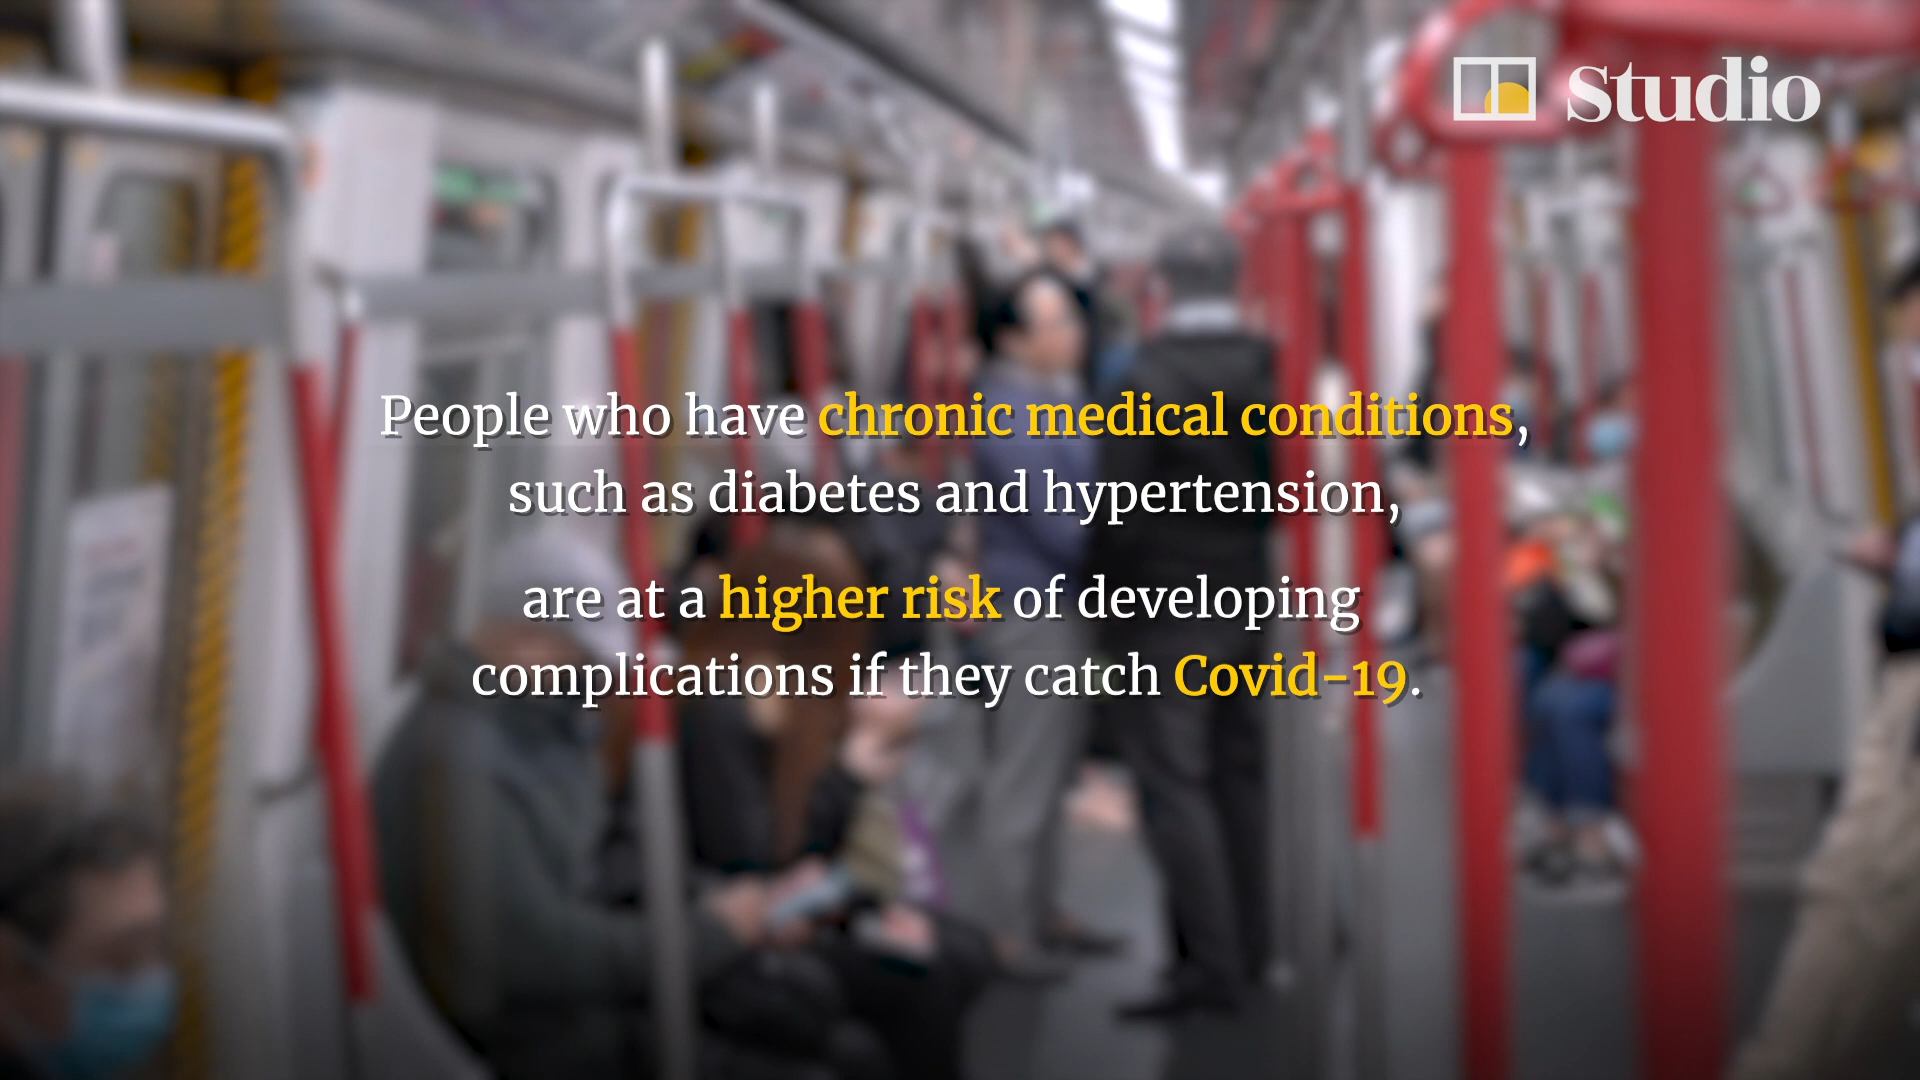 Studio
People who have chronic medical conditions,
such as diabetes and hypertension,
are at a higher risk of developing
complications if they catch Covid-19.